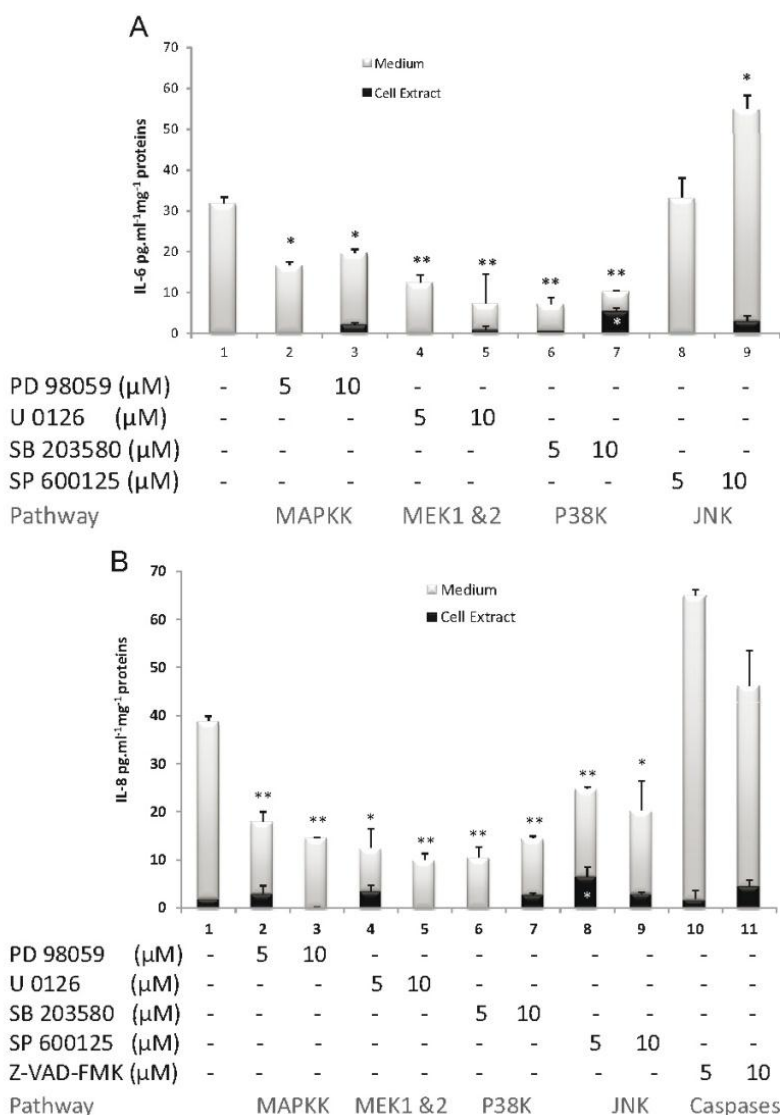 A
70
60
50
40
30
20
10
0
IL-6 pg.ml-1mg-1 proteins
Medium
Cell Extract
*
* * ** ** ** **
*
1 2 3 4 5 6 7 8 9
PD 98059 (µM) - 5 10 - - - - - -
U 0126 (µM) - - - 5 10 - - - -
SB 203580 (µM) - - - - - 5 10 - -
SP 600125 (µM) - - - - - - - 5 10
Pathway MAPKK MEK1 &2 P38K JNK
B
70
60
50
40
30
20
10
0
IL-8 pg.ml-1mg-1 proteins
Medium
Cell Extract
** ** * ** ** ** ** *
*
1 2 3 4 5 6 7 8 9 10 11
PD 98059 (µM) - 5 10 - - - - - - - -
U 0126 (µM) - - - 5 10 - - - - - -
SB 203580 (µM) - - - - - 5 10 - - - -
SP 600125 (µM) - - - - - - - 5 10 - -
Z-VAD-FMK (µM) - - - - - - - - - 5 10
Pathway MAPKK MEK1 &2 P38K JNK Caspases